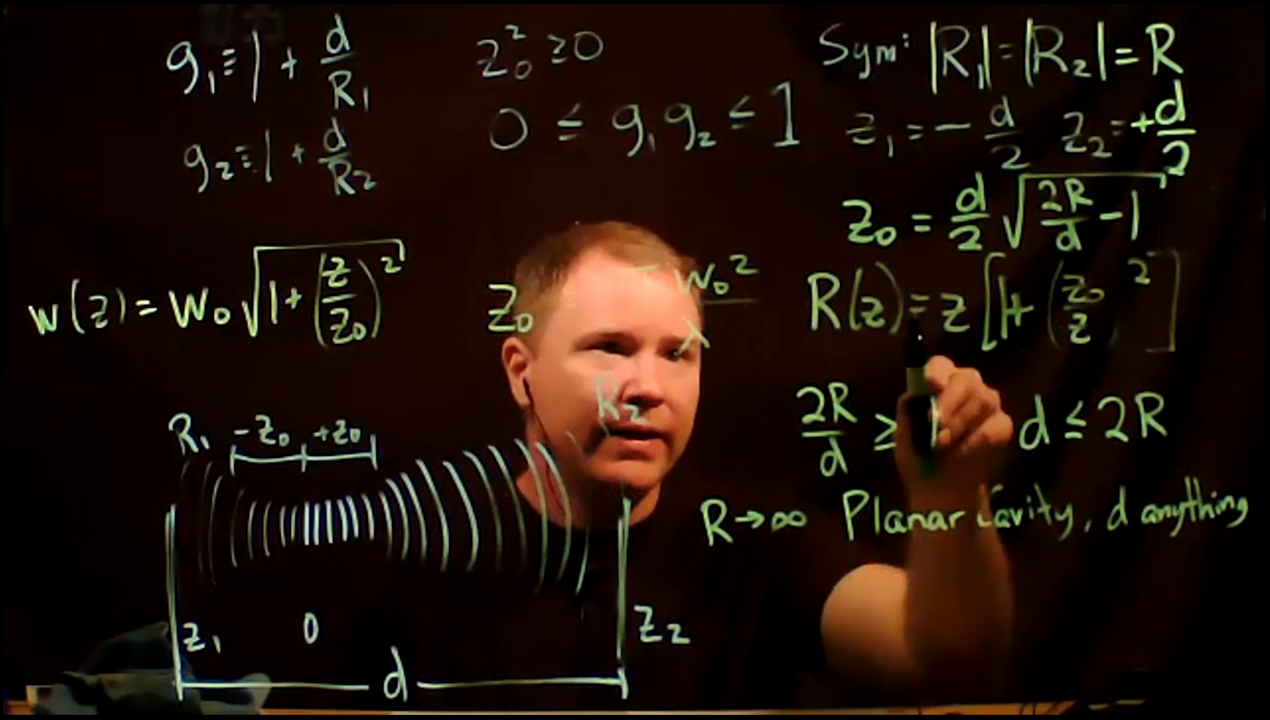 g₁ ≡ 1 + d/R₁
g₂ ≡ 1 + d/R₂
z₀² ≥ 0
0 ≤ g₁g₂ ≤ 1
Sym: |R₁| = |R₂| = R
z₁ = -d/2 z₂ = +d/2
z₀ = d/2 √(2R/d - 1)
w(z) = W₀ √(1 + (z/z₀)²)
z₀
W₀²
λ
R(z) = z [1 + (z₀/z)²]
2R/d ≥ 1 d ≤ 2R
R → ∞ Planar cavity, d anything
R₁ -z₀ +z₀ R₂
z₁ 0 z₂
d